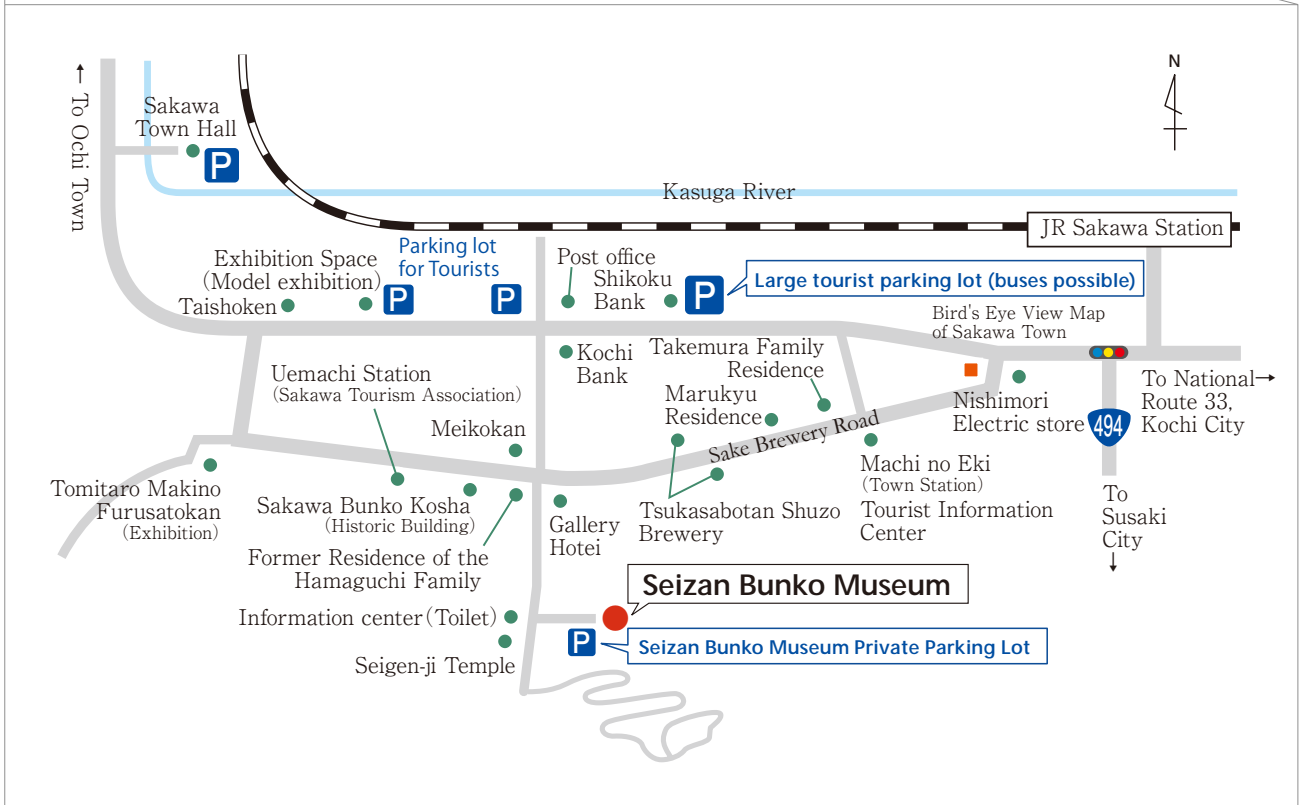 N
← To Ochi Town
Sakawa
Town Hall
P
Kasuga River
JR Sakawa Station
Exhibition Space
(Model exhibition)
Taishoken
Parking lot
for Tourists
P
P
Post office
Shikoku
Bank
P
Large tourist parking lot (buses possible)
Bird's Eye View Map
of Sakawa Town
Kochi
Bank
Takemura Family
Residence
Uemachi Station
(Sakawa Tourism Association)
Marukyu
Residence
Nishimori
Electric store
494
To National→
Route 33,
Kochi City
Meikokan
Sake Brewery Road
Machi no Eki
(Town Station)
Tourist Information
Center
To
Susaki
City
↓
Tomitaro Makino
Furusatokan
(Exhibition)
Sakawa Bunko Kosha
(Historic Building)
Gallery
Hotei
Tsukasabotan Shuzo
Brewery
Former Residence of the
Hamaguchi Family
Seizan Bunko Museum
Information center (Toilet)
P
Seizan Bunko Museum Private Parking Lot
Seigen-ji Temple